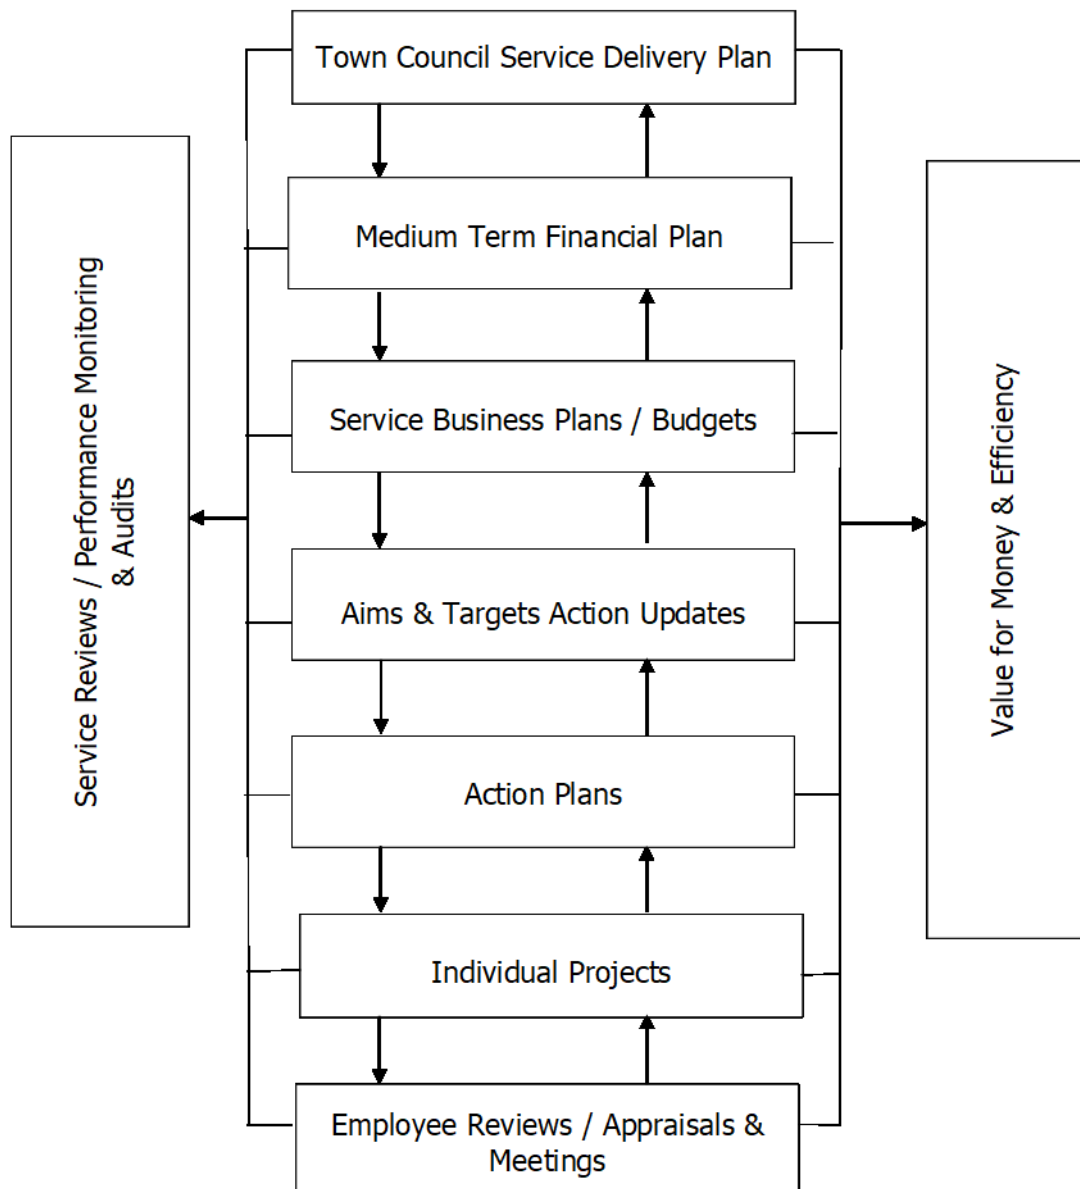 Town Council Service Delivery Plan
Medium Term Financial Plan
Service Business Plans / Budgets
Aims & Targets Action Updates
Action Plans
Individual Projects
Employee Reviews / Appraisals &
Meetings
Service Reviews / Performance Monitoring
& Audits
Value for Money & Efficiency